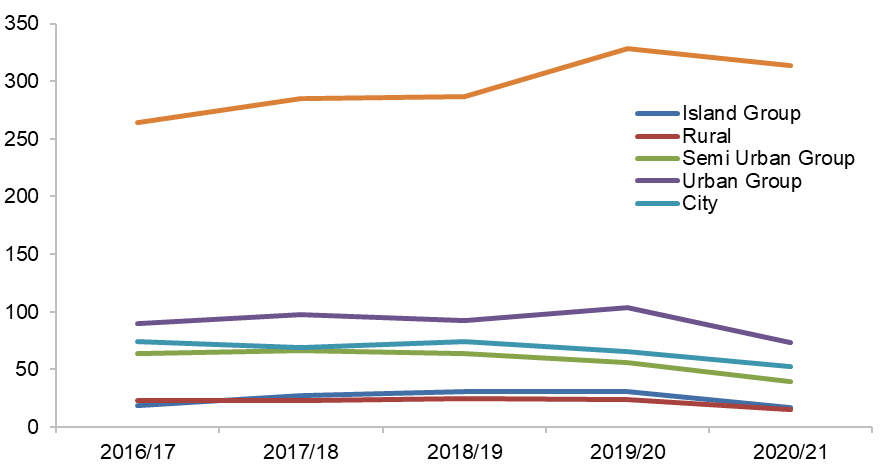 350
300
250
200
150
100
50
0
Island Group
Rural
Semi Urban Group
Urban Group
City
2016/17 2017/18 2018/19 2019/20 2020/21